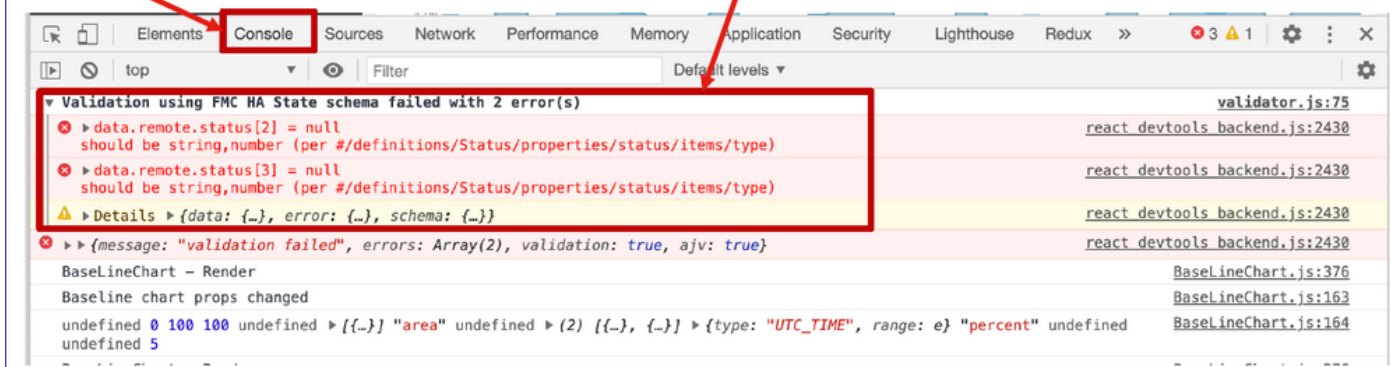 Elements Console Sources Network Performance Memory Application Security Lighthouse Redux » 3 1
top Filter Default levels ▼
Validation using FMC HA State schema failed with 2 error(s) validator.js:75
data.remote.status[2] = null react_devtools_backend.js:2430
should be string,number (per #/definitions/Status/properties/status/items/type)
data.remote.status[3] = null react_devtools_backend.js:2430
should be string,number (per #/definitions/Status/properties/status/items/type)
▶Details ▶{data: {…}, error: {…}, schema: {…}} react_devtools_backend.js:2430
▶▶{message: "validation failed", errors: Array(2), validation: true, ajv: true} react_devtools_backend.js:2430
BaseLineChart – Render BaseLineChart.js:376
Baseline chart props changed BaseLineChart.js:163
undefined 0 100 100 undefined ▶[{…}] "area" undefined ▶(2) [{…}, {…}] ▶{type: "UTC_TIME", range: e} "percent" undefined BaseLineChart.js:164
undefined 5